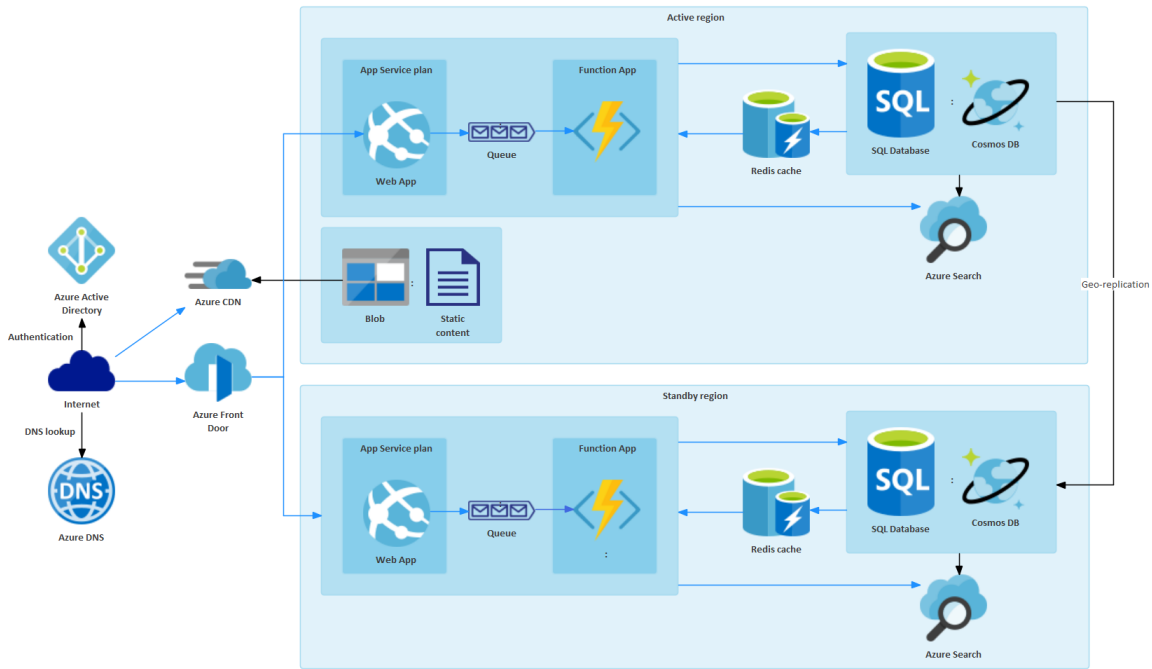 Active region
App Service plan
Function App
SQL
:
Queue
SQL Database
Cosmos DB
Web App
Redis cache
Azure Search
Geo-replication
:
Blob
Static
content
Azure Active
Directory
Azure CDN
Authentication
Internet
Azure Front
Door
DNS lookup
DNS
Azure DNS
Standby region
App Service plan
Function App
SQL
:
Queue
SQL Database
Cosmos DB
Web App
:
Redis cache
Azure Search